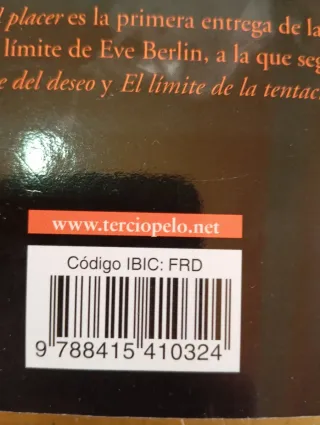 l placer es la primera entrega de la
límite de Eve Berlin, a la que seg
e del deseo y El límite de la tentac
www.terciopelo.net
Código IBIC: FRD
9 788415 410324